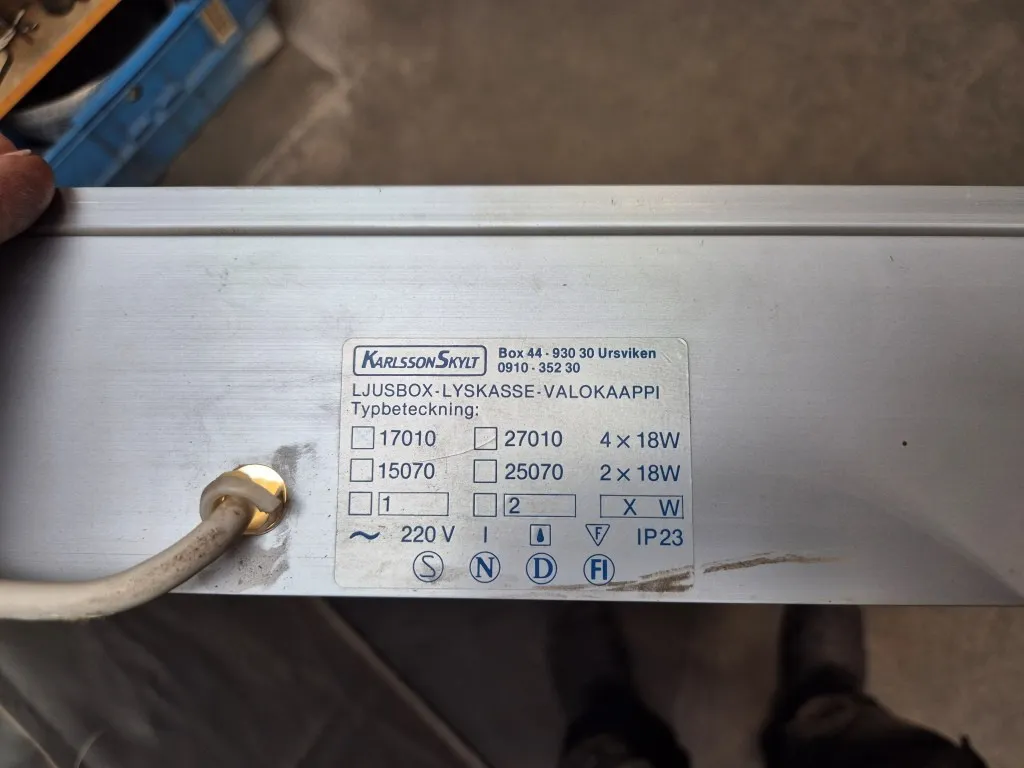 KARLSSONSKYLT
Box 44 - 930 30 Ursviken
0910 - 352 30
LJUSBOX-LYSKASSE-VALOKAAPPI
Typbeteckning:
17010 27010 4 x 18W
15070 25070 2 x 18W
1 2 X W
~ 220 V I F IP23
S N D FI